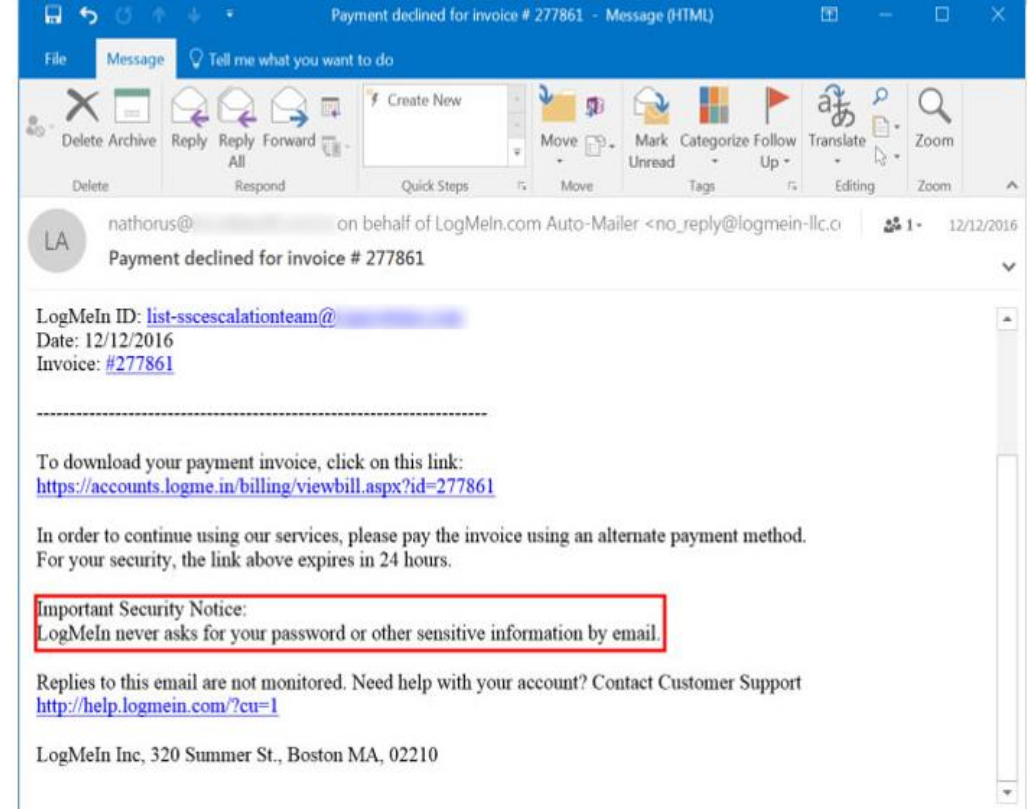 Payment declined for invoice # 277861 - Message (HTML)
File Message Tell me what you want to do
Delete Archive Reply Reply All Forward Create New Move Mark Unread Categorize Follow Up Translate Zoom
Delete Respond Quick Steps Move Tags Editing Zoom
LA
nathorus@ on behalf of LogMeIn.com Auto-Mailer <no_reply@logmein-llc.c 1 12/12/2016
Payment declined for invoice # 277861
LogMeIn ID: list-sscescalationteam@
Date: 12/12/2016
Invoice: #277861
---------------------------------------------------------------------
To download your payment invoice, click on this link:
https://accounts.logme.in/billing/viewbill.aspx?id=277861
In order to continue using our services, please pay the invoice using an alternate payment method.
For your security, the link above expires in 24 hours.
Important Security Notice:
LogMeIn never asks for your password or other sensitive information by email.
Replies to this email are not monitored. Need help with your account? Contact Customer Support
http://help.logmein.com/?cu=1
LogMeIn Inc, 320 Summer St., Boston MA, 02210